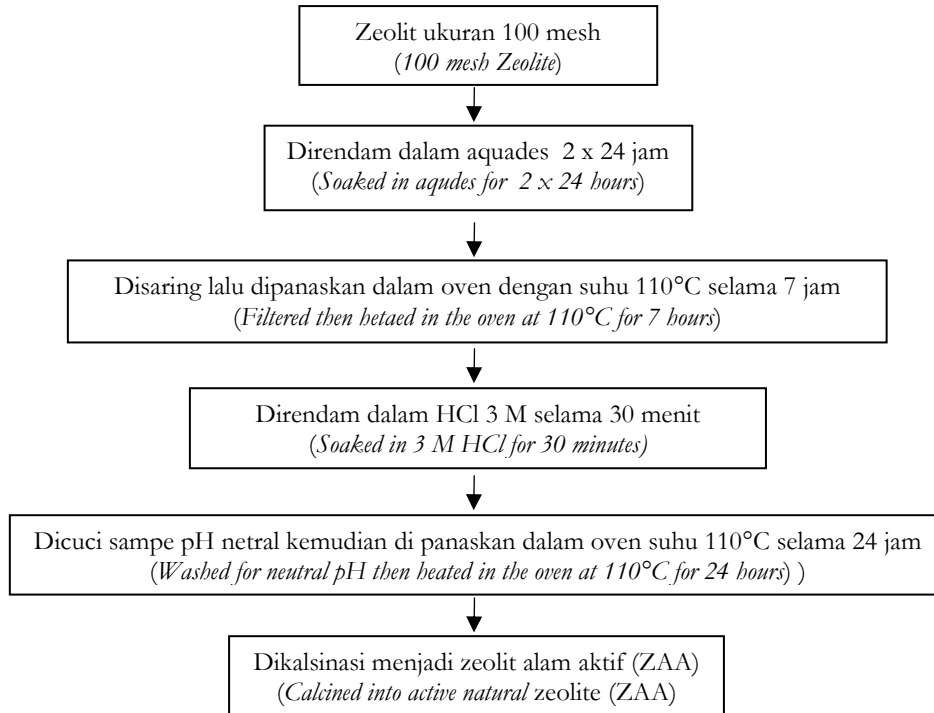 Zeolit ukuran 100 mesh
(100 mesh Zeolite)
Direndam dalam aquades 2 x 24 jam
(Soaked in aqudes for 2 x 24 hours)
Disaring lalu dipanaskan dalam oven dengan suhu 110°C selama 7 jam
(Filtered then hetaed in the oven at 110°C for 7 hours)
Direndam dalam HCl 3 M selama 30 menit
(Soaked in 3 M HCl for 30 minutes)
Dicuci sampe pH netral kemudian di panaskan dalam oven suhu 110°C selama 24 jam
(Washed for neutral pH then heated in the oven at 110°C for 24 hours) )
Dikalsinasi menjadi zeolit alam aktif (ZAA)
(Calcined into active natural zeolite (ZAA)